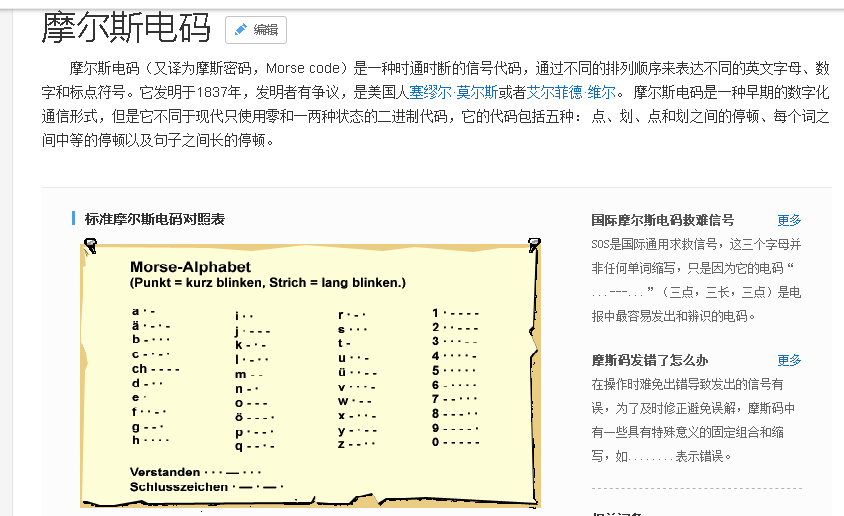 摩尔斯电码
编辑
摩尔斯电码（又译为摩斯密码，Morse code）是一种时通时断的信号代码，通过不同的排列顺序来表达不同的英文字母、数
字和标点符号。它发明于1837年，发明者有争议，是美国人塞缪尔·莫尔斯或者艾尔菲德·维尔。 摩尔斯电码是一种早期的数字化
通信形式，但是它不同于现代只使用零和一两种状态的二进制代码，它的代码包括五种： 点、划、点和划之间的停顿、每个词之
间中等的停顿以及句子之间长的停顿。
标准摩尔斯电码对照表
Morse-Alphabet
(Punkt = kurz blinken, Strich = lang blinken.)
a · -
ä · - · -
b - · · ·
c - · - ·
ch - - - -
d - · ·
e ·
f · · - ·
g - - ·
h · · · ·
i · ·
j · - - -
k - · -
l · - · ·
m - -
n - ·
o - - -
ö - - - ·
p · - - ·
q - - · -
r · - ·
s · · ·
t -
u · · -
ü · · - -
v · · · -
w · - -
x - · · -
y - · - -
z - - · ·
1 · - - - -
2 · · - - -
3 · · · - -
4 · · · · -
5 · · · · ·
6 - · · · ·
7 - - · · ·
8 - - - · ·
9 - - - - ·
0 - - - - -
Verstanden · · · — ·
Schlusszeichen · — · — ·
国际摩尔斯电码救难信号
更多
SOS是国际通用求救信号，这三个字母并
非任何单词缩写，只是因为它的电码“
...---...”（三点，三长，三点）是电
报中最容易发出和辨识的电码。
摩斯码发错了怎么办
更多
在操作时难免出错导致发出的信号有
误，为了及时修正避免误解，摩斯码中
有一些具有特殊意义的固定组合和缩
写，如........表示错误。